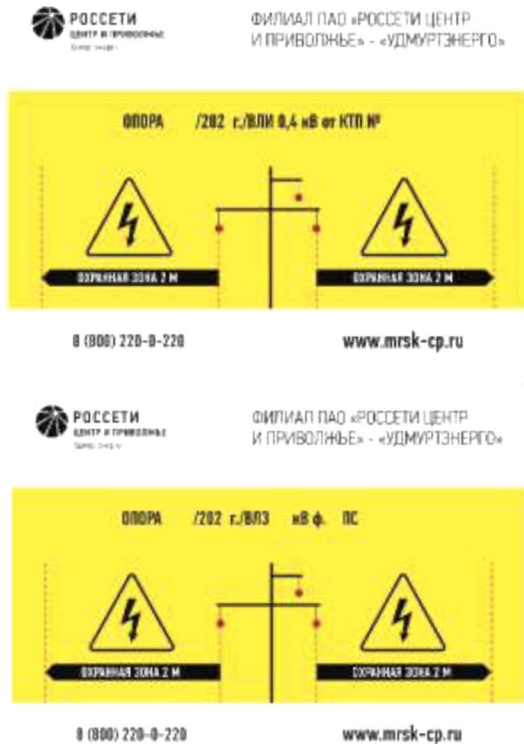 РОССЕТИ
ЦЕНТР И ПРИВОЛЖЬЕ
ФИЛИАЛ ПАО «РОССЕТИ ЦЕНТР
И ПРИВОЛЖЬЕ» - «УДМУРТЭНЕРГО»
ОПОРА /202 г./ВЛИ 0,4 кВ от КТП №
ОХРАННАЯ ЗОНА 2 М
ОХРАННАЯ ЗОНА 2 М
8 (800) 220-0-220
www.mrsk-cp.ru
РОССЕТИ
ЦЕНТР И ПРИВОЛЖЬЕ
ФИЛИАЛ ПАО «РОССЕТИ ЦЕНТР
И ПРИВОЛЖЬЕ» - «УДМУРТЭНЕРГО»
ОПОРА /202 г./ВЛЗ кВ ф. ПС
ОХРАННАЯ ЗОНА 2 М
ОХРАННАЯ ЗОНА 2 М
8 (800) 220-0-220
www.mrsk-cp.ru